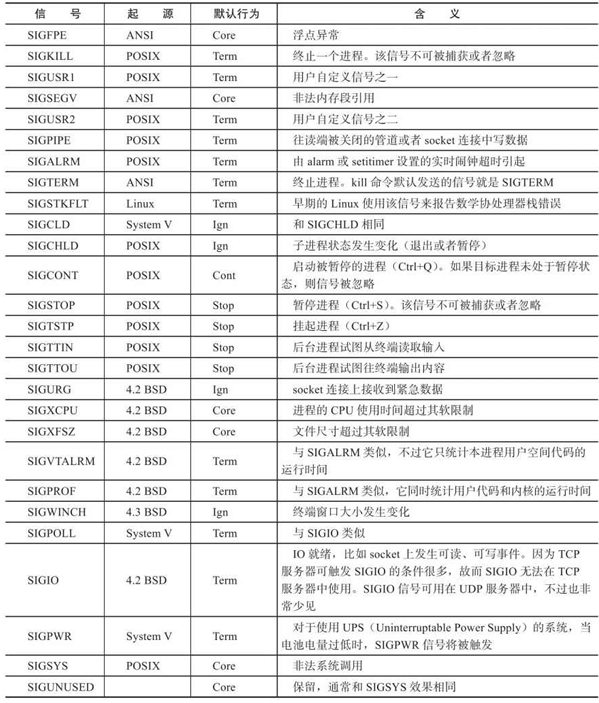 信 号 起 源 默认行为 含 义
SIGFPE ANSI Core 浮点异常
SIGKILL POSIX Term 终止一个进程。该信号不可被捕获或者忽略
SIGUSR1 POSIX Term 用户自定义信号之一
SIGSEGV ANSI Core 非法内存段引用
SIGUSR2 POSIX Term 用户自定义信号之二
SIGPIPE POSIX Term 往读端被关闭的管道或者 socket 连接中写数据
SIGALRM POSIX Term 由 alarm 或 setitimer 设置的实时闹钟超时引起
SIGTERM ANSI Term 终止进程。kill 命令默认发送的信号就是 SIGTERM
SIGSTKFLT Linux Term 早期的 Linux 使用该信号来报告数学协处理器栈错误
SIGCLD System V Ign 和 SIGCHLD 相同
SIGCHLD POSIX Ign 子进程状态发生变化（退出或者暂停）
SIGCONT POSIX Cont 启动被暂停的进程（Ctrl+Q）。如果目标进程未处于暂停状
态，则信号被忽略
SIGSTOP POSIX Stop 暂停进程（Ctrl+S）。该信号不可被捕获或者忽略
SIGTSTP POSIX Stop 挂起进程（Ctrl+Z）
SIGTTIN POSIX Stop 后台进程试图从终端读取输入
SIGTTOU POSIX Stop 后台进程试图往终端输出内容
SIGURG 4.2 BSD Ign socket 连接上接收到紧急数据
SIGXCPU 4.2 BSD Core 进程的 CPU 使用时间超过其软限制
SIGXFSZ 4.2 BSD Core 文件尺寸超过其软限制
SIGVTALRM 4.2 BSD Term 与 SIGALRM 类似，不过它只统计本进程用户空间代码的
运行时间
SIGPROF 4.2 BSD Term 与 SIGALRM 类似，它同时统计用户代码和内核的运行时间
SIGWINCH 4.3 BSD Ign 终端窗口大小发生变化
SIGPOLL System V Term 与 SIGIO 类似
SIGIO 4.2 BSD Term IO 就绪，比如 socket 上发生可读、可写事件。因为 TCP
服务器可触发 SIGIO 的条件很多，故而 SIGIO 无法在 TCP
服务器中使用。SIGIO 信号可用在 UDP 服务器中，不过也非
常少见
SIGPWR System V Term 对于使用 UPS（Uninterruptable Power Supply）的系统，当
电池电量过低时，SIGPWR 信号将被触发
SIGSYS POSIX Core 非法系统调用
SIGUNUSED Core 保留，通常和 SIGSYS 效果相同